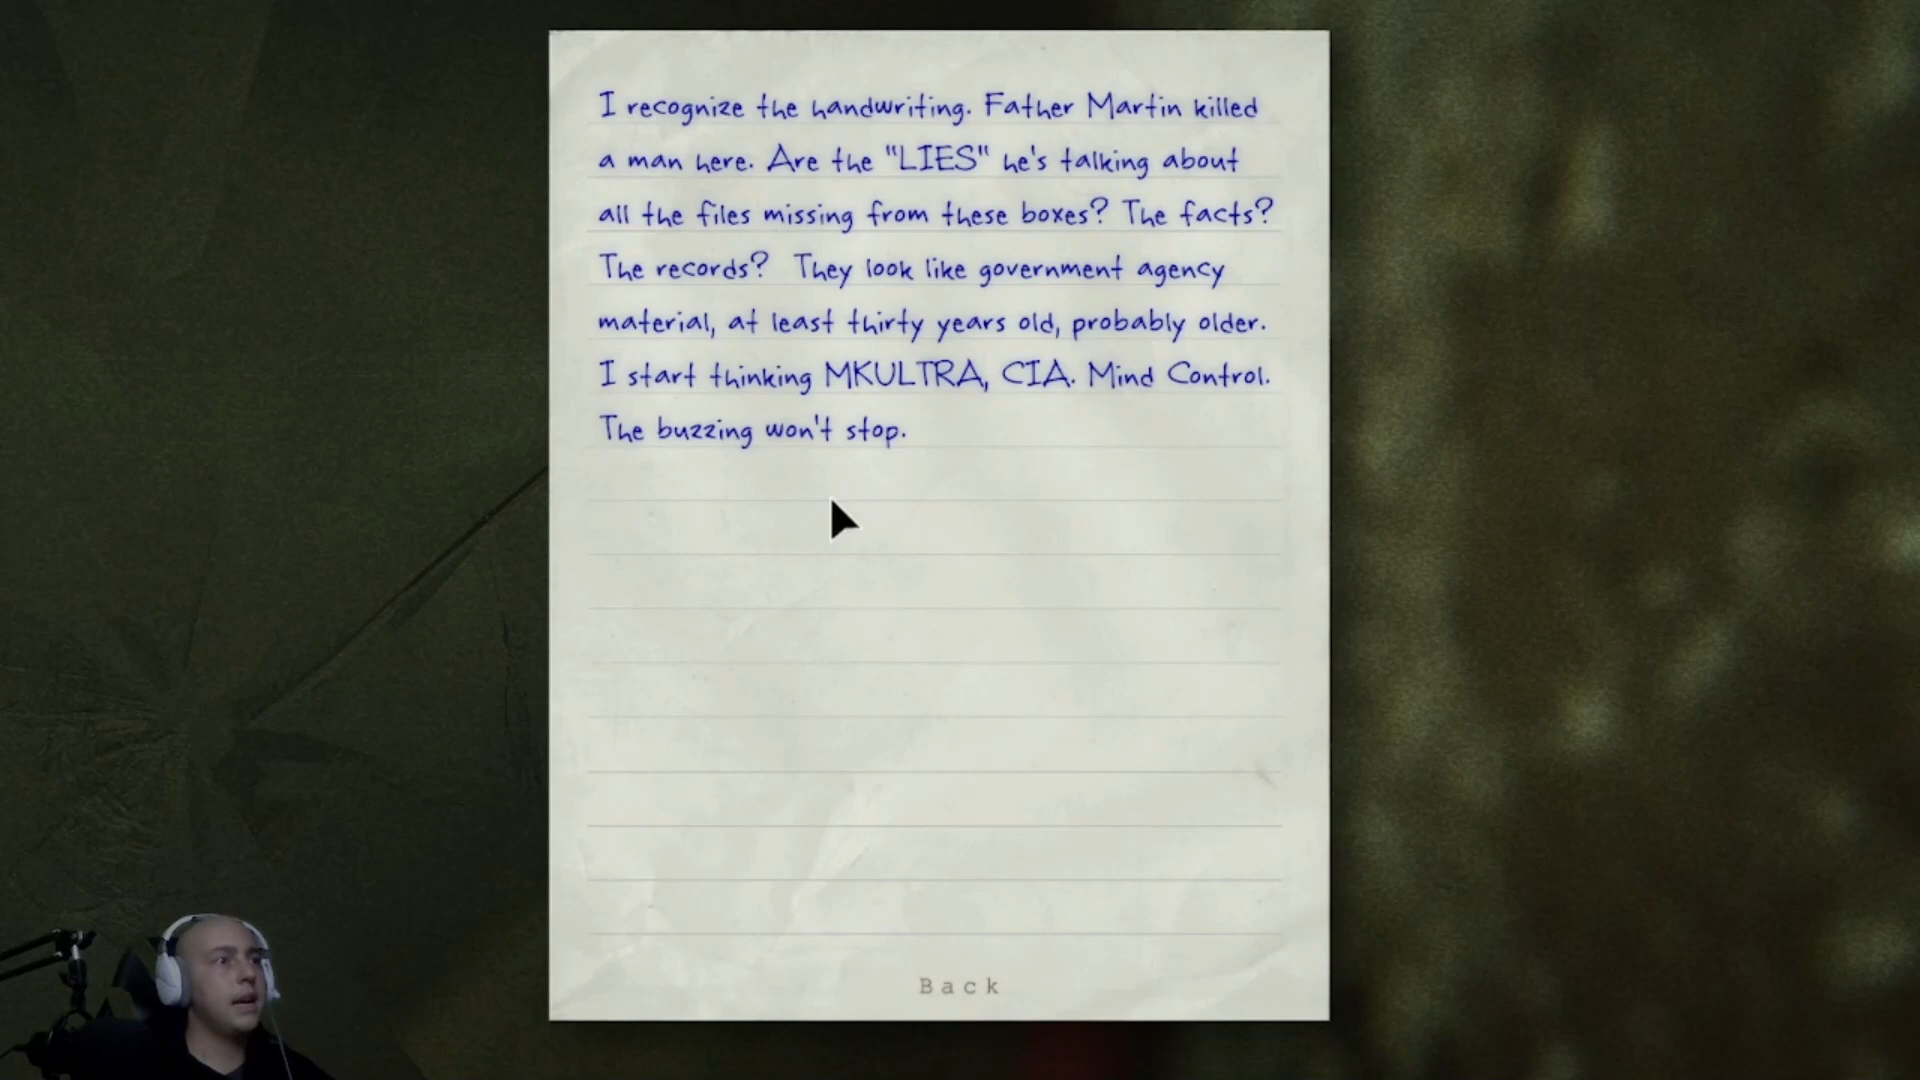 I recognize the handwriting. Father Martin killed
a man here. Are the "LIES" he's talking about
all the files missing from these boxes? The facts?
The records?  They look like government agency
material, at least thirty years old, probably older.
I start thinking MKULTRA, CIA. Mind Control.
The buzzing won't stop.
Back